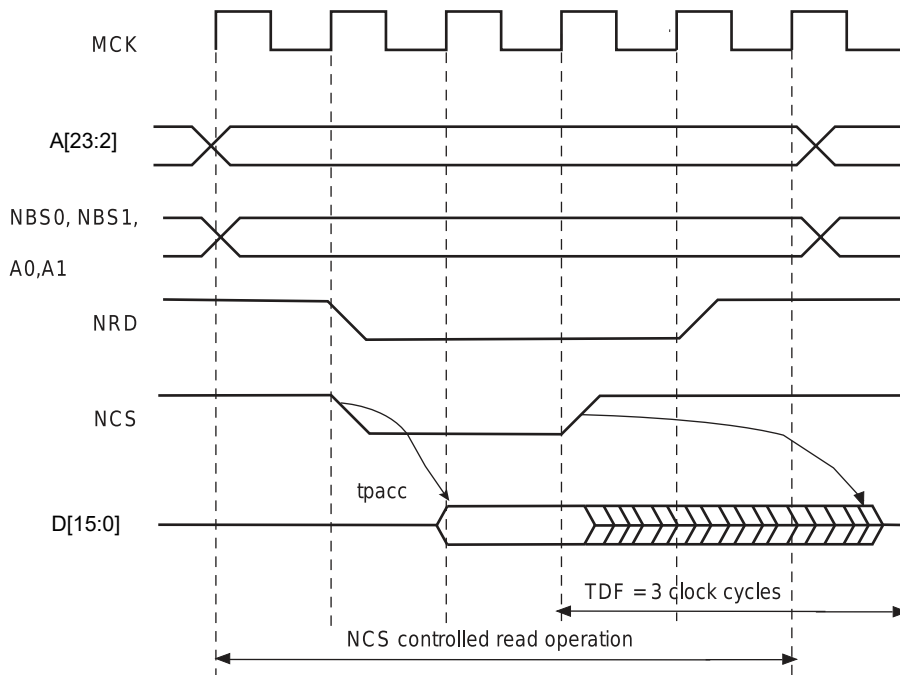 MCK
A[23:2]
NBS0, NBS1,
A0,A1
NRD
NCS
tpacc
D[15:0]
TDF = 3 clock cycles
NCS controlled read operation